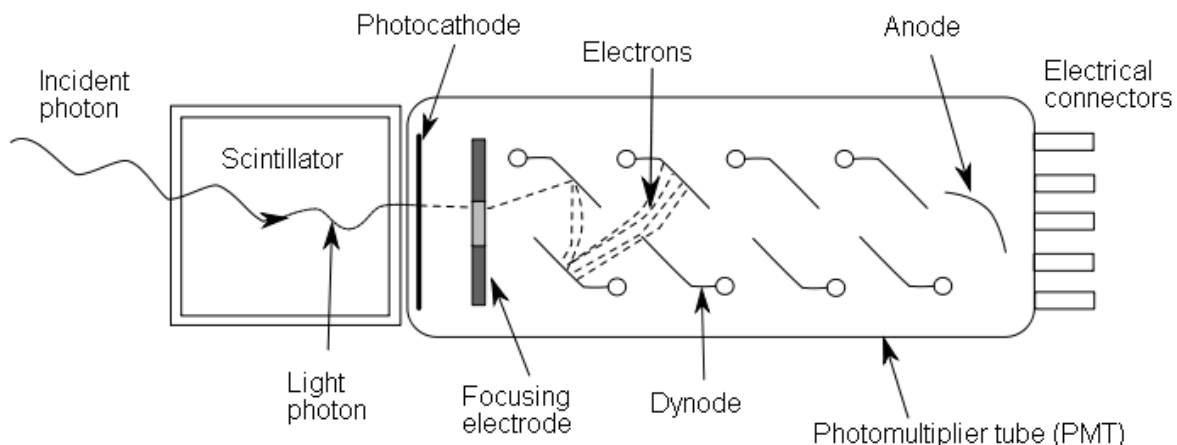 Photocathode
Anode
Electrons
Incident
photon
Electrical
connectors
Scintillator
Light
photon
Focusing
electrode
Dynode
Photomultiplier tube (PMT)